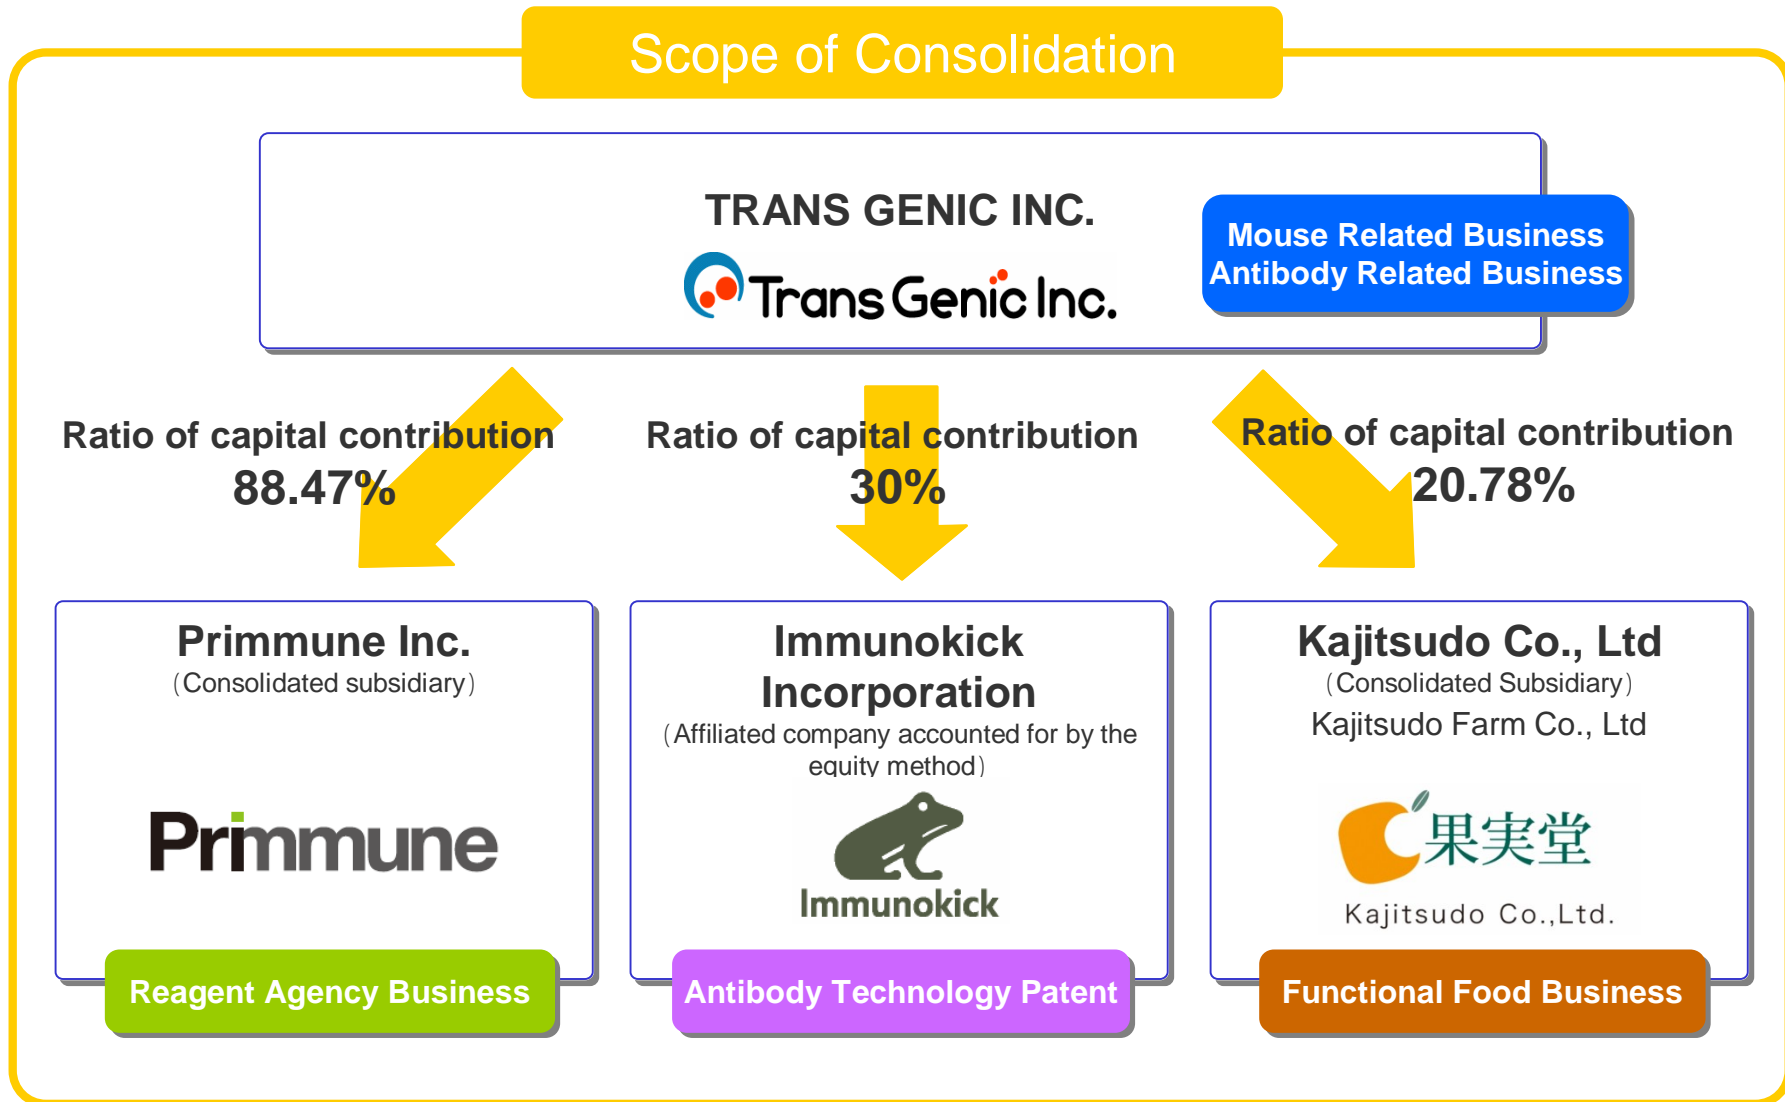 Scope of Consolidation
TRANS GENIC INC.
Trans Genic Inc.
Mouse Related Business
Antibody Related Business
Ratio of capital contribution
88.47%
Ratio of capital contribution
30%
Ratio of capital contribution
20.78%
Primmune Inc.
(Consolidated subsidiary)
Primmune
Reagent Agency Business
Immunokick
Incorporation
(Affiliated company accounted for by the
equity method)
Immunokick
Antibody Technology Patent
Kajitsudo Co., Ltd
(Consolidated Subsidiary)
Kajitsudo Farm Co., Ltd
果実堂
Kajitsudo Co.,Ltd.
Functional Food Business